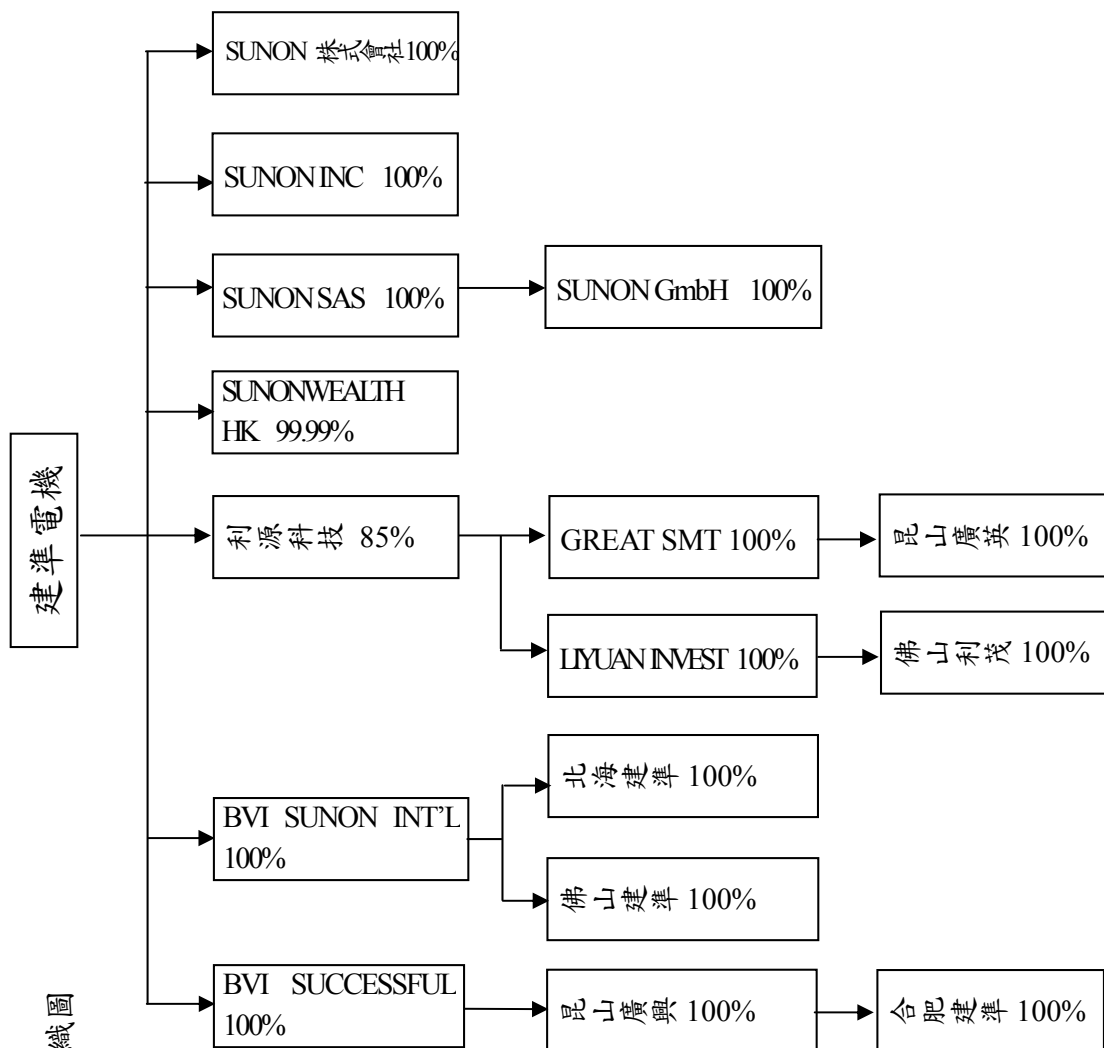 SUNON 株式會社100%
SUNON INC 100%
SUNON SAS 100%
SUNON GmbH 100%
SUNONWEALTH
HK 99.99%
建準電機
利源科技 85%
GREAT SMT 100%
昆山廣英 100%
LIYUAN INVEST 100%
佛山利茂 100%
BVI SUNON INT’L
100%
北海建準 100%
佛山建準 100%
BVI SUCCESSFUL
100%
昆山廣興 100%
合肥建準 100%
織圖